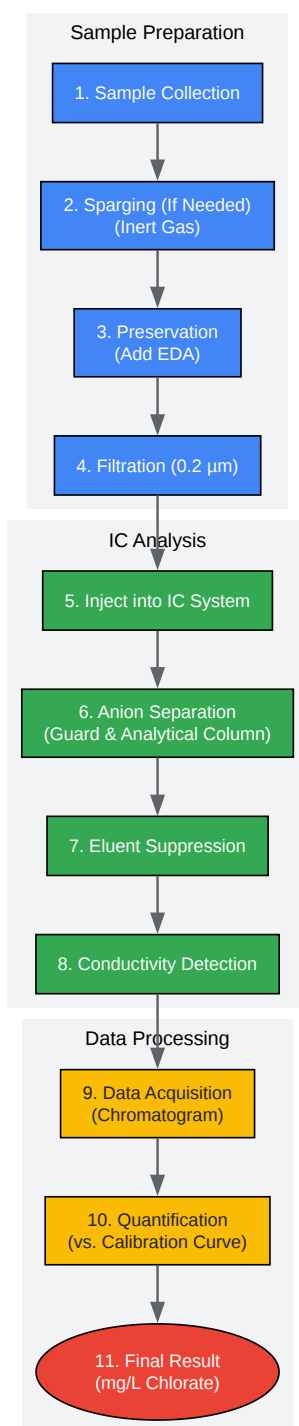 Sample Preparation
1. Sample Collection
2. Sparging (If Needed)
(Inert Gas)
3. Preservation
(Add EDA)
4. Filtration (0.2 µm)
IC Analysis
5. Inject into IC System
6. Anion Separation
(Guard & Analytical Column)
7. Eluent Suppression
8. Conductivity Detection
Data Processing
9. Data Acquisition
(Chromatogram)
10. Quantification
(vs. Calibration Curve)
11. Final Result
(mg/L Chlorate)